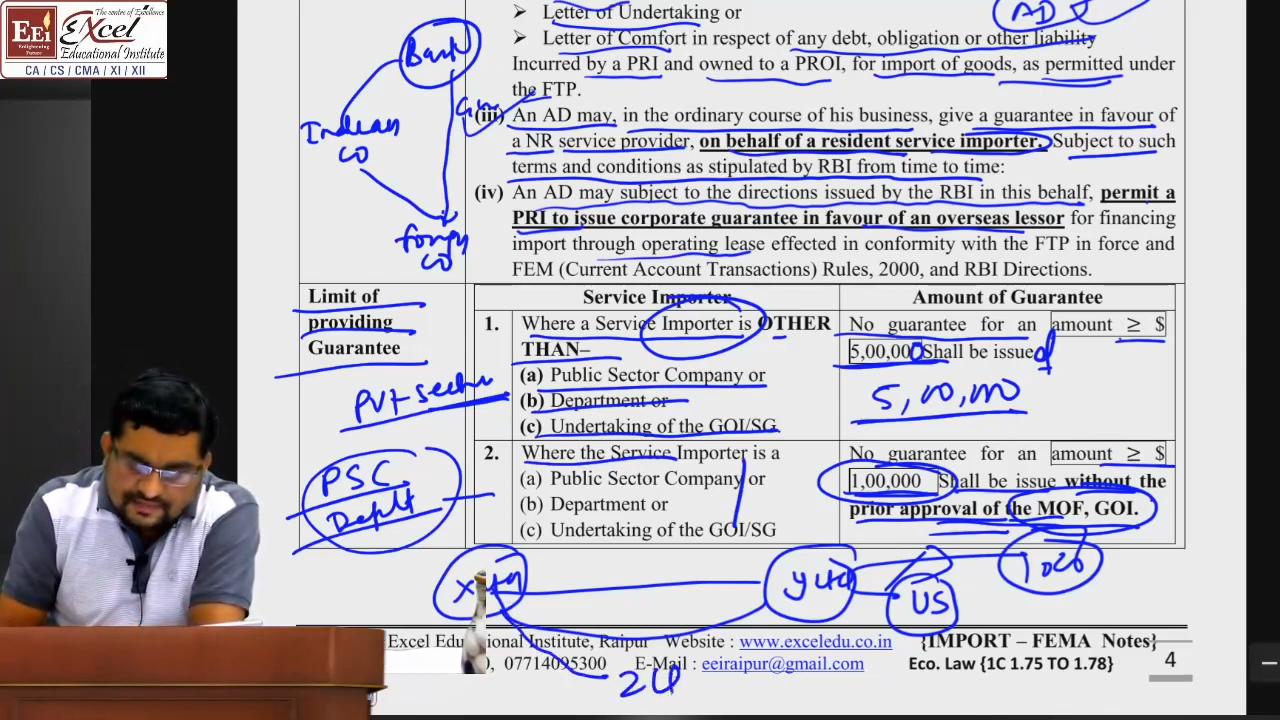 The centre of Excellence
EEi
Enlightening Future
Excel
Educational Institute
CA / CS / CMA / XI / XII
➢ Letter of Undertaking or
AD
➢ Letter of Comfort in respect of any debt, obligation or other liability
Bank
Incurred by a PRI and owned to a PROI, for import of goods, as permitted under
the FTP.
(iii) An AD may, in the ordinary course of his business, give a guarantee in favour of
Indian
a NR service provider, on behalf of a resident service importer. Subject to such
co
terms and conditions as stipulated by RBI from time to time:
(iv) An AD may subject to the directions issued by the RBI in this behalf, permit a
PRI to issue corporate guarantee in favour of an overseas lessor for financing
co
import through operating lease effected in conformity with the FTP in force and
FEM (Current Account Transactions) Rules, 2000, and RBI Directions.
Limit of providing Guarantee
Service Importer
Amount of Guarantee
1. Where a Service Importer is OTHER
No guarantee for an amount ≥ $
THAN–
5,00,000 Shall be issued
(a) Public Sector Company or
Pvt sector
(b) Department or
5,00,000
(c) Undertaking of the GOI/SG
2. Where the Service Importer is a
No guarantee for an amount ≥ $
PSC
(a) Public Sector Company or
1,00,000 Shall be issue without the
Deptt
(b) Department or
prior approval of the MOF, GOI.
(c) Undertaking of the GOI/SG
US
Excel Educational Institute, Raipur Website : www.exceledu.co.in {IMPORT – FEMA Notes}
07714095300 E-Mail : eeiraipur@gmail.com Eco. Law {1C 1.75 TO 1.78} 4